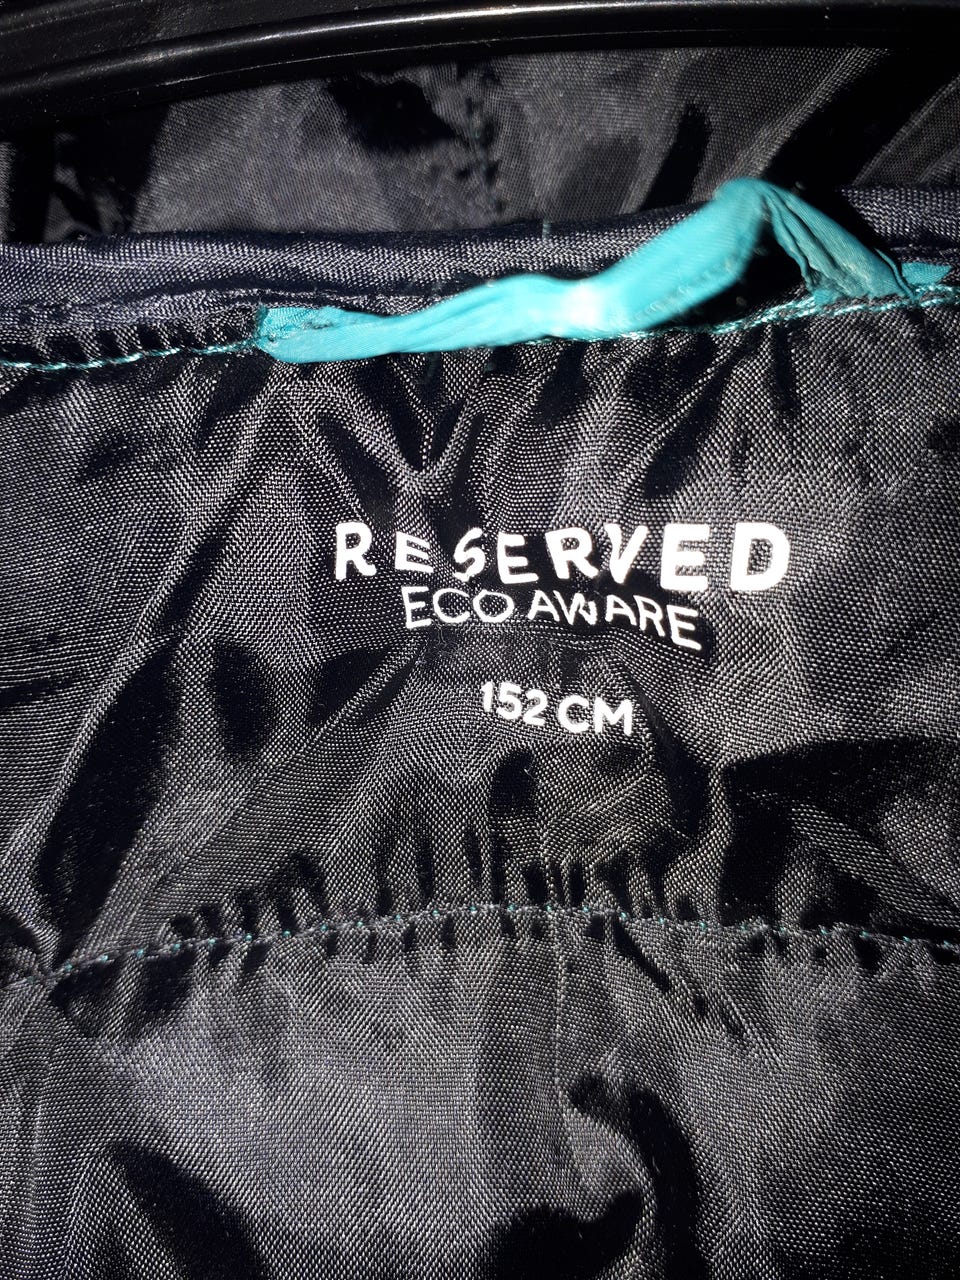 RESERVED
ECO AWARE
152 CM